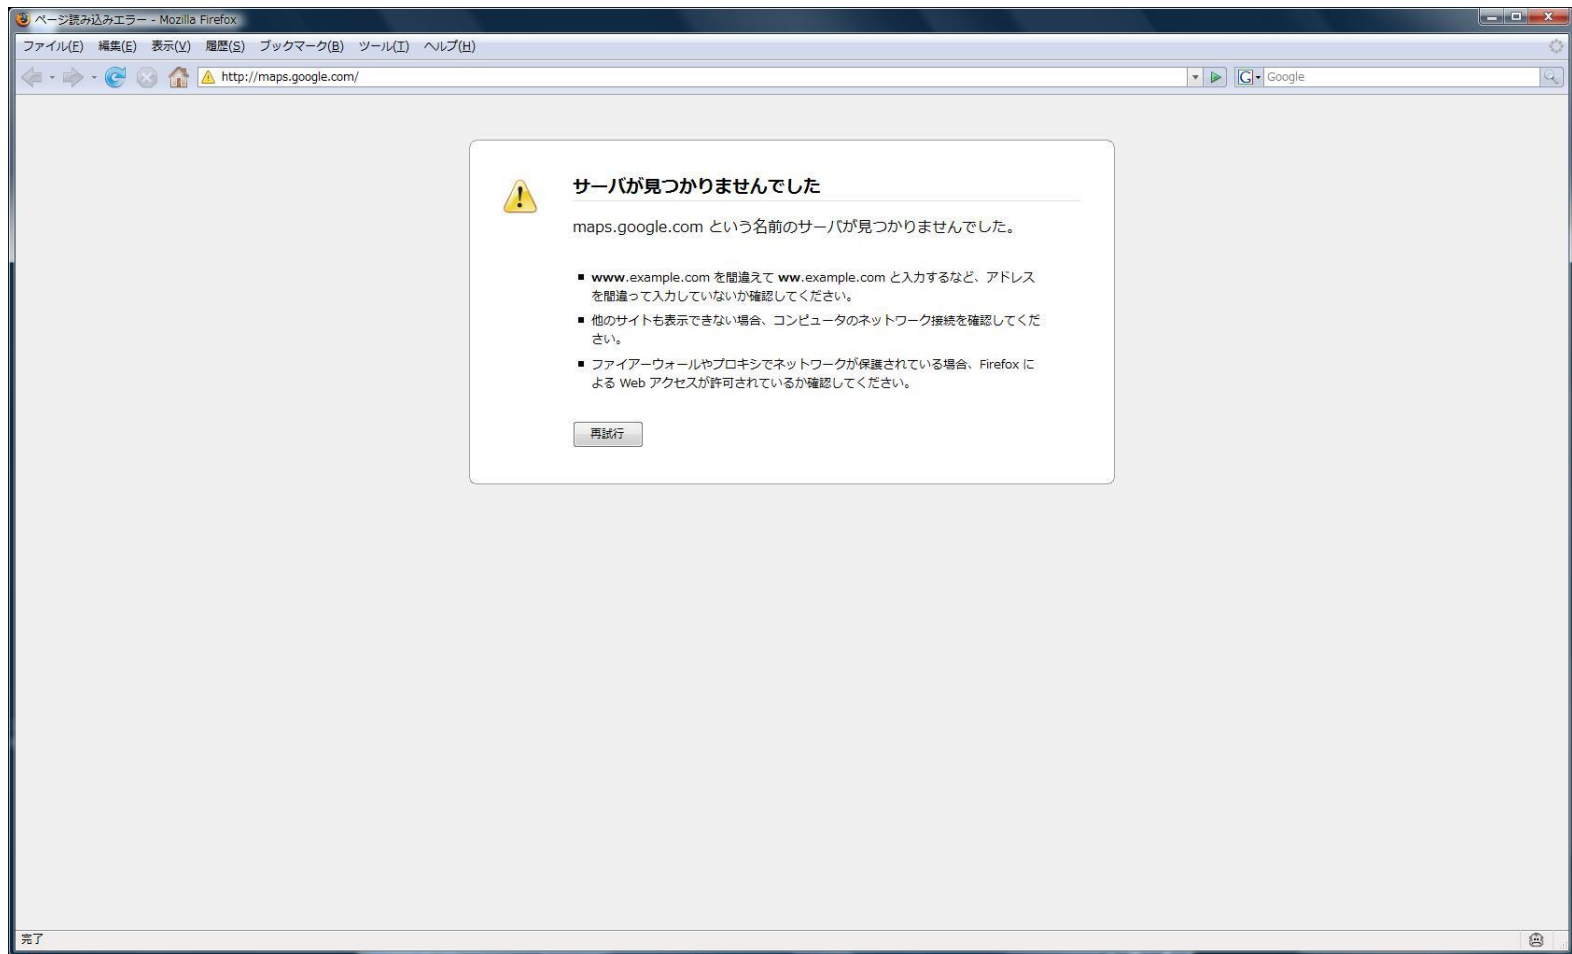 ページ読み込みエラー - Mozilla Firefox
ファイル(F) 編集(E) 表示(V) 履歴(S) ブックマーク(B) ツール(T) ヘルプ(H)
http://maps.google.com/ G Google
サーバが見つかりませんでした
maps.google.com という名前のサーバが見つかりませんでした。
■ www.example.com を間違えて ww.example.com と入力するなど、アドレス
を間違って入力していないか確認してください。
■ 他のサイトも表示できない場合、コンピュータのネットワーク接続を確認してくだ
さい。
■ ファイアーウォールやプロキシでネットワークが保護されている場合、Firefox に
よる Web アクセスが許可されているか確認してください。
再試行
完了